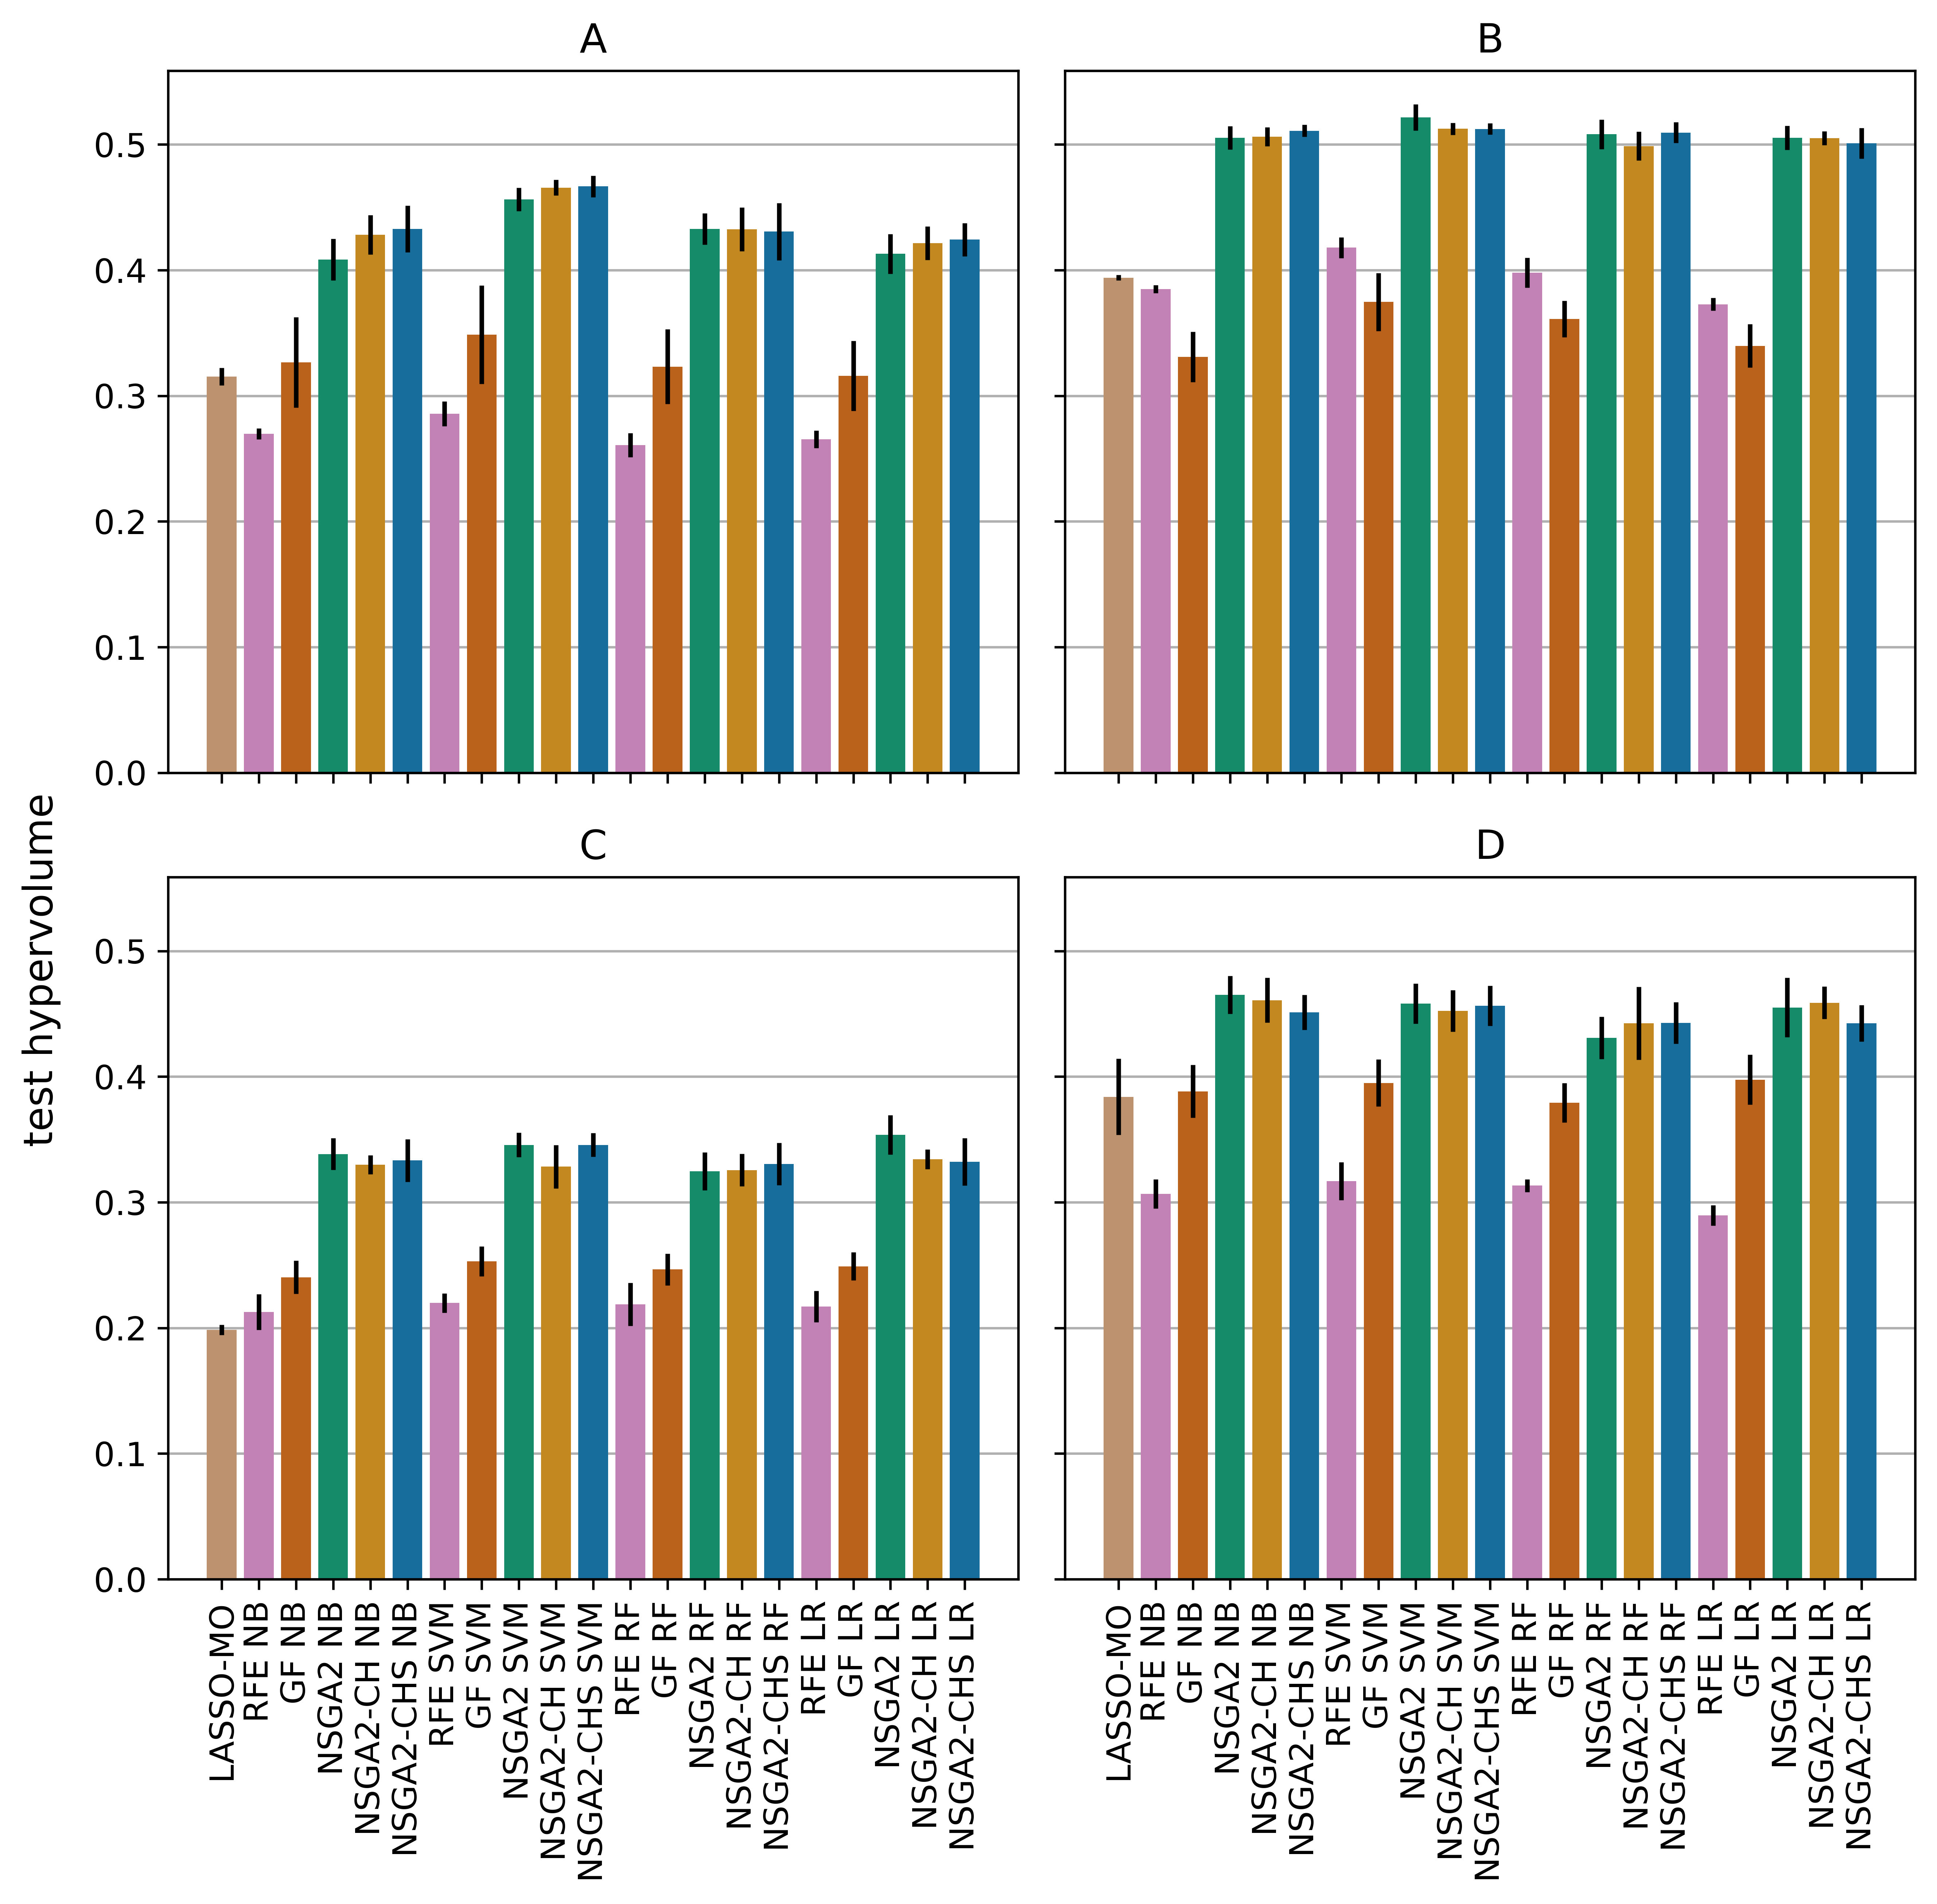 A
B
0.5
0.4
0.3
0.2
0.1
0.0
test hypervolume
C
D
0.5
0.4
0.3
0.2
0.1
0.0
LASSO-MO
RFE NB
GF NB
NSGA2 NB
NSGA2-CH NB
NSGA2-CHS NB
RFE SVM
GF SVM
NSGA2 SVM
NSGA2-CH SVM
NSGA2-CHS SVM
RFE RF
GF RF
NSGA2 RF
NSGA2-CH RF
NSGA2-CHS RF
RFE LR
GF LR
NSGA2 LR
NSGA2-CH LR
NSGA2-CHS LR
LASSO-MO
RFE NB
GF NB
NSGA2 NB
NSGA2-CH NB
NSGA2-CHS NB
RFE SVM
GF SVM
NSGA2 SVM
NSGA2-CH SVM
NSGA2-CHS SVM
RFE RF
GF RF
NSGA2 RF
NSGA2-CH RF
NSGA2-CHS RF
RFE LR
GF LR
NSGA2 LR
NSGA2-CH LR
NSGA2-CHS LR